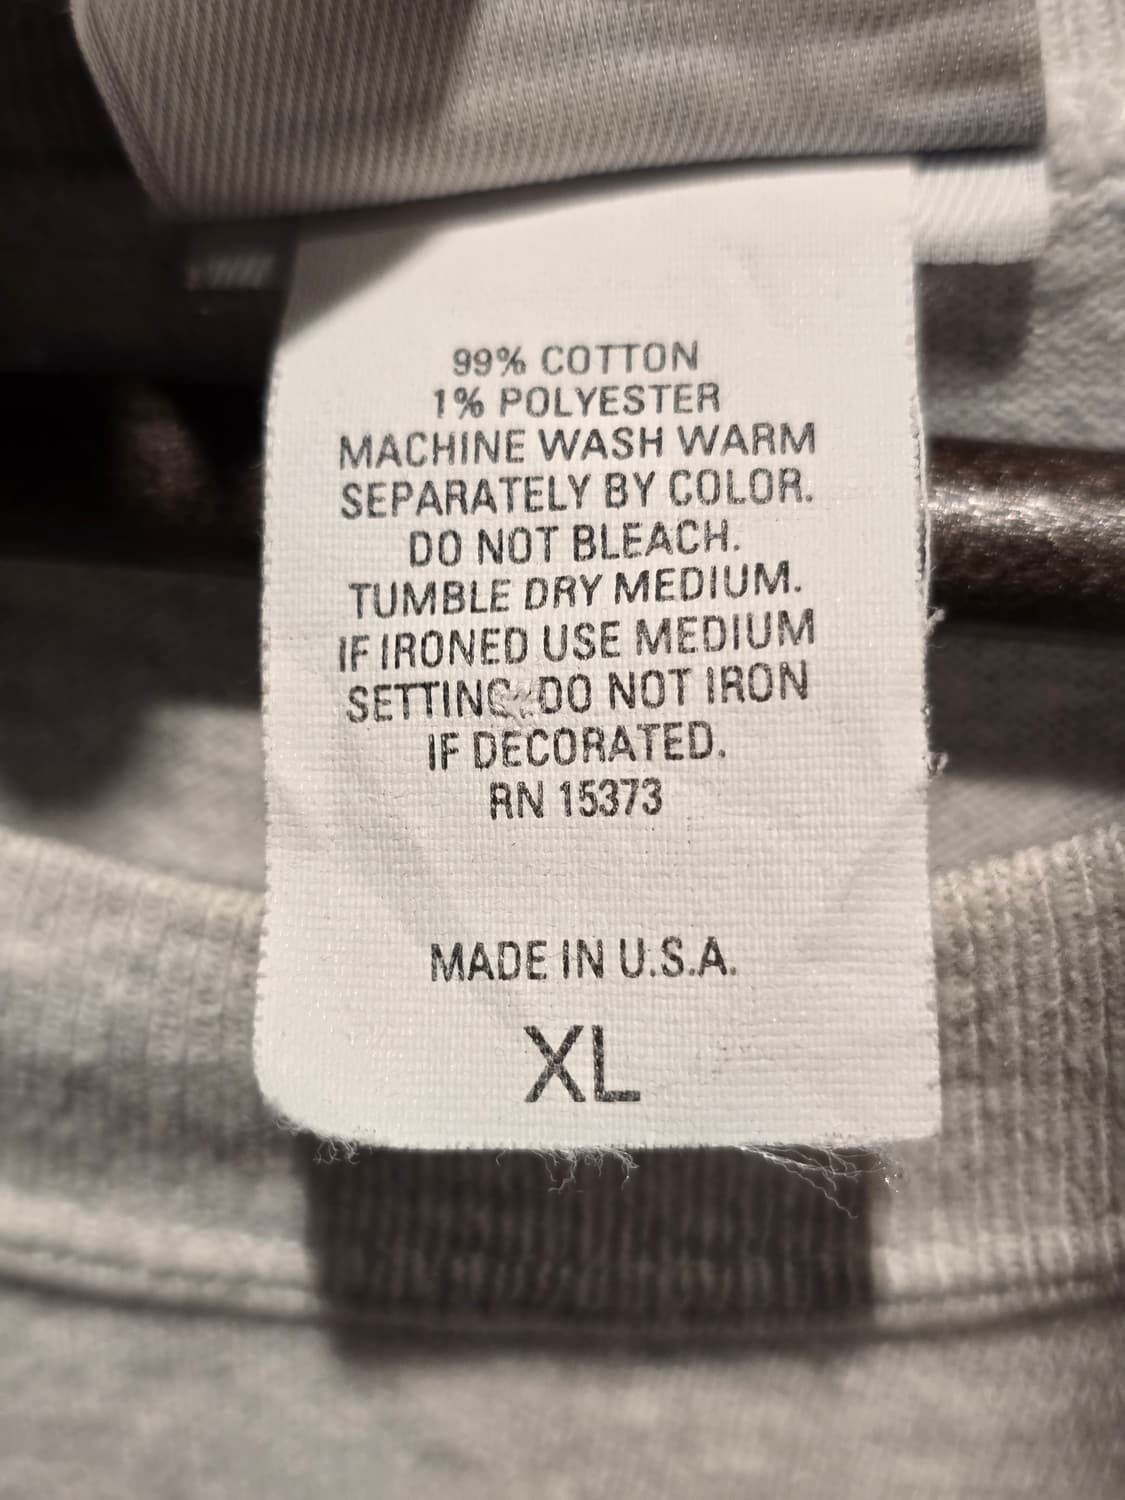 99% COTTON
1% POLYESTER
MACHINE WASH WARM
SEPARATELY BY COLOR.
DO NOT BLEACH.
TUMBLE DRY MEDIUM.
IF IRONED USE MEDIUM
SETTING. DO NOT IRON
IF DECORATED.
RN 15373
MADE IN U.S.A.
XL